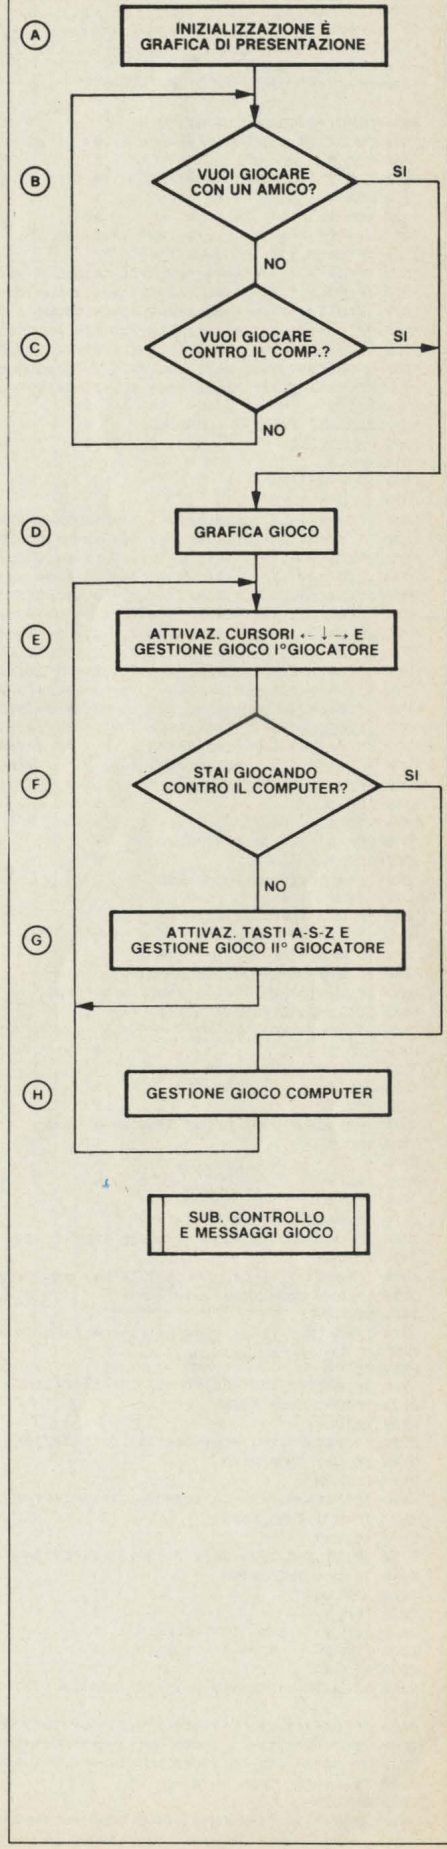 A
INIZIALIZZAZIONE È
GRAFICA DI PRESENTAZIONE
B
VUOI GIOCARE
CON UN AMICO?
SI
NO
C
VUOI GIOCARE
CONTRO IL COMP.?
SI
NO
D
GRAFICA GIOCO
E
ATTIVAZ. CURSORI ← ↓ → E
GESTIONE GIOCO I°GIOCATORE
F
STAI GIOCANDO
CONTRO IL COMPUTER?
SI
NO
G
ATTIVAZ. TASTI A-S-Z E
GESTIONE GIOCO II° GIOCATORE
H
GESTIONE GIOCO COMPUTER
SUB. CONTROLLO
E MESSAGGI GIOCO